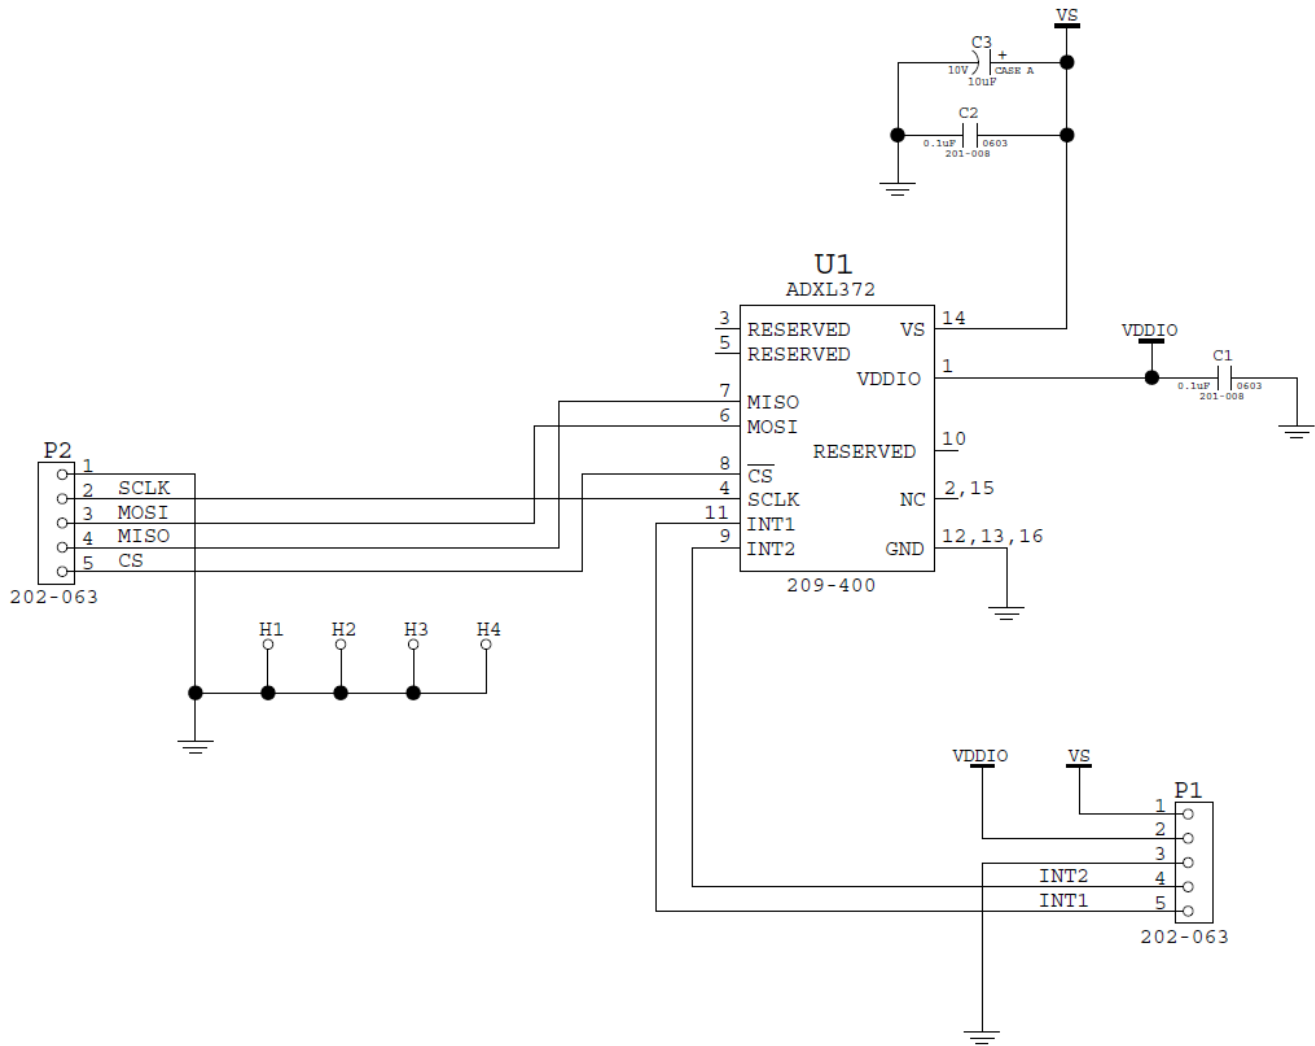 VS
C3
+
10V
CASE A
10uF
C2
0.1uF
0603
201-008
U1
ADXL372
3
RESERVED
VS
14
5
RESERVED
VDDIO
1
VDDIO
C1
0.1uF
0603
201-008
7
MISO
6
MOSI
RESERVED
10
8
CS
4
SCLK
NC
2,15
11
INT1
9
INT2
GND
12,13,16
209-400
P2
1
2
SCLK
3
MOSI
4
MISO
5
CS
202-063
H1
H2
H3
H4
VDDIO
VS
P1
1
2
3
INT2
4
INT1
5
202-063